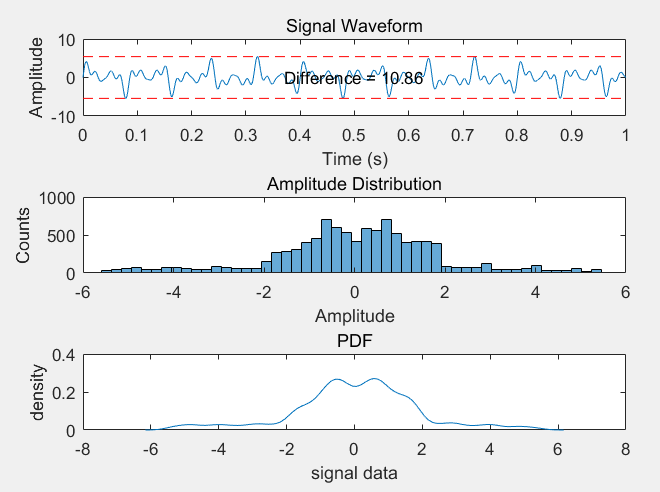 Signal Waveform
Amplitude
10
0
-10
Difference = 10.86
0 0.1 0.2 0.3 0.4 0.5 0.6 0.7 0.8 0.9 1
Time (s)
Amplitude Distribution
Counts
1000
500
0
-6 -4 -2 0 2 4 6
Amplitude
PDF
density
0.4
0.2
0
-8 -6 -4 -2 0 2 4 6 8
signal data